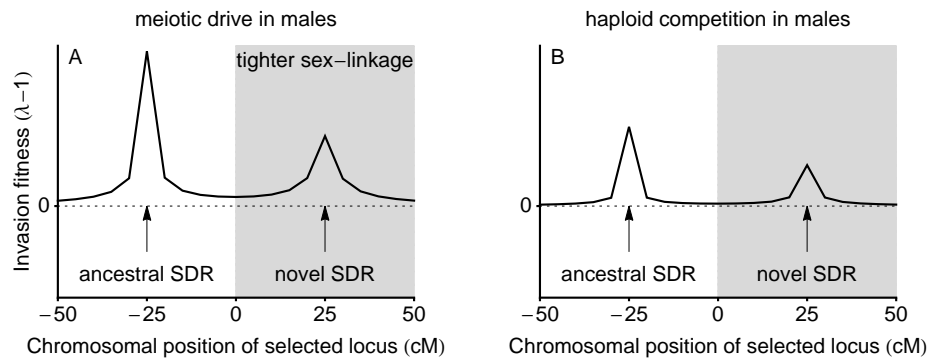 meiotic drive in males
A
tighter sex−linkage
Invasion fitness (λ−1)
0
ancestral SDR
novel SDR
−50
−25
0
25
50
Chromosomal position of selected locus (cM)
haploid competition in males
B
0
ancestral SDR
novel SDR
−50
−25
0
25
50
Chromosomal position of selected locus (cM)